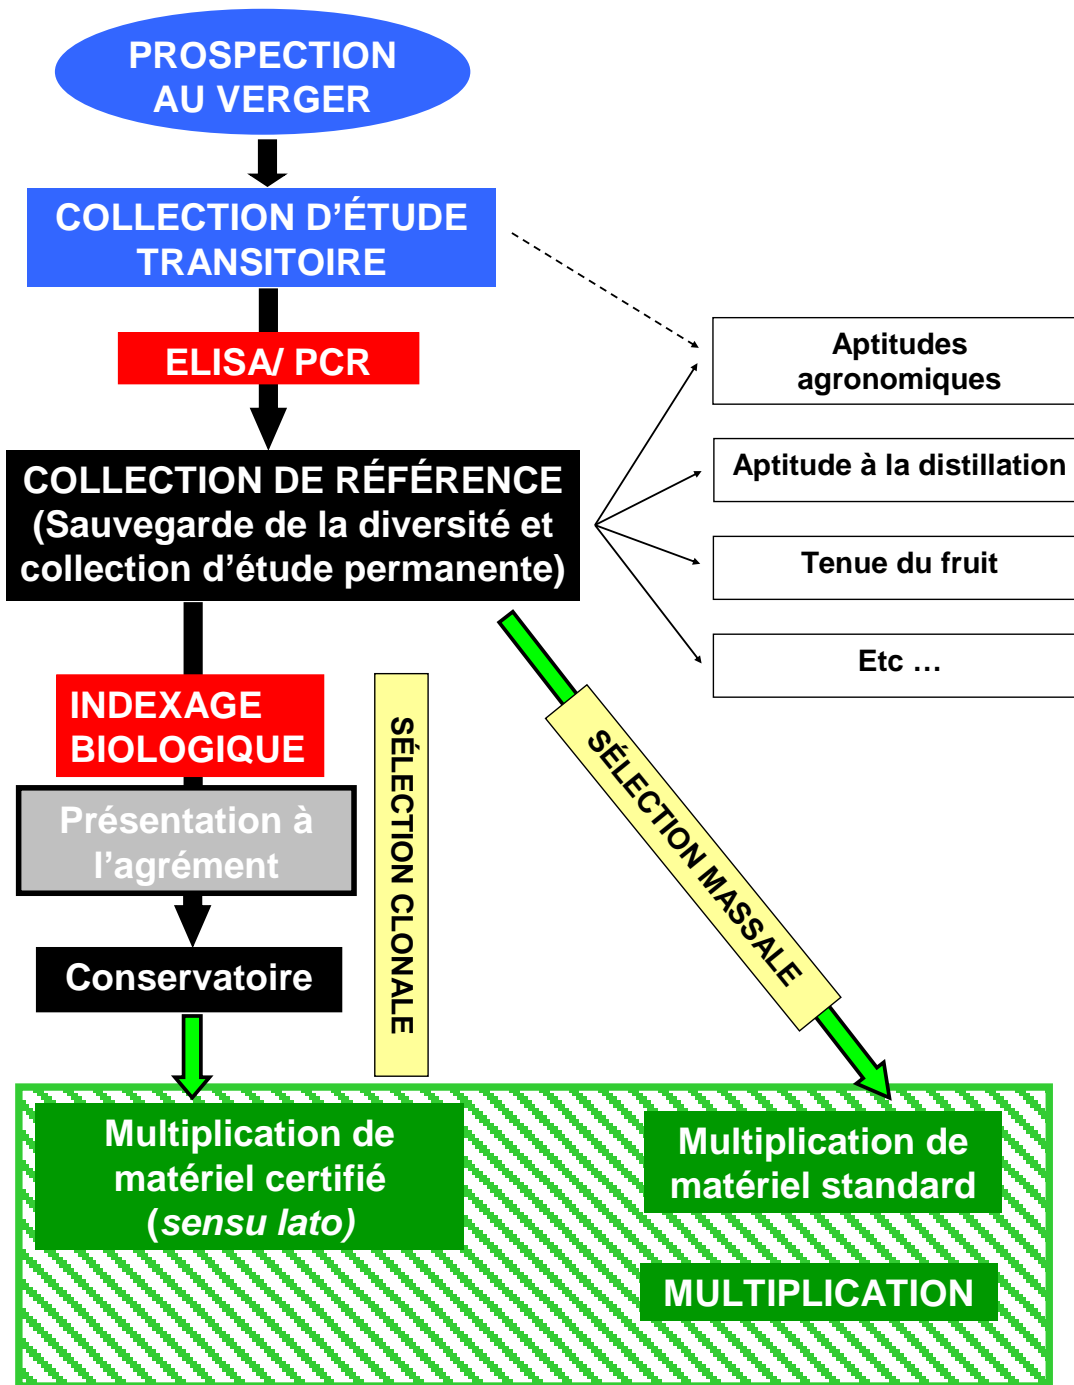 PROSPECTION
AU VERGER
COLLECTION D’ÉTUDE
TRANSITOIRE
ELISA/ PCR
Aptitudes
agronomiques
COLLECTION DE RÉFÉRENCE
(Sauvegarde de la diversité et
collection d’étude permanente)
Aptitude à la distillation
Tenue du fruit
Etc ...
INDEXAGE
BIOLOGIQUE
Présentation à
l’agrément
Conservatoire
SÉLECTION CLONALE
SÉLECTION MASSALE
Multiplication de
matériel certifié
(sensu lato)
Multiplication de
matériel standard
MULTIPLICATION